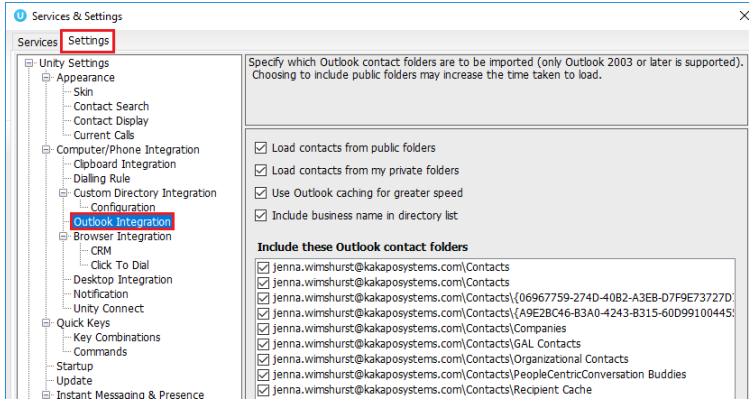 Services & Settings
Services Settings
Unity Settings
Appearance
Skin
Contact Search
Contact Display
Current Calls
Computer/Phone Integration
Clipboard Integration
Dialling Rule
Custom Directory Integration
Configuration
Outlook Integration
Browser Integration
CRM
Click To Dial
Desktop Integration
Notification
Unity Connect
Quick Keys
Key Combinations
Commands
Startup
Update
Instant Messaging & Presence
Specify which Outlook contact folders are to be imported (only Outlook 2003 or later is supported).
Choosing to include public folders may increase the time taken to load.
Load contacts from public folders
Load contacts from my private folders
Use Outlook caching for greater speed
Include business name in directory list
Include these Outlook contact folders
jenna.wimshurst@kakaposystems.com\Contacts
jenna.wimshurst@kakaposystems.com\Contacts
jenna.wimshurst@kakaposystems.com\Contacts\{06967759-274D-40B2-A3EB-D7F9E73727D
jenna.wimshurst@kakaposystems.com\Contacts\{A9E2BC46-B3A0-4243-B315-60D99100445
jenna.wimshurst@kakaposystems.com\Contacts\Companies
jenna.wimshurst@kakaposystems.com\Contacts\GAL Contacts
jenna.wimshurst@kakaposystems.com\Contacts\Organizational Contacts
jenna.wimshurst@kakaposystems.com\Contacts\PeopleCentricConversation Buddies
jenna.wimshurst@kakaposystems.com\Contacts\Recipient Cache